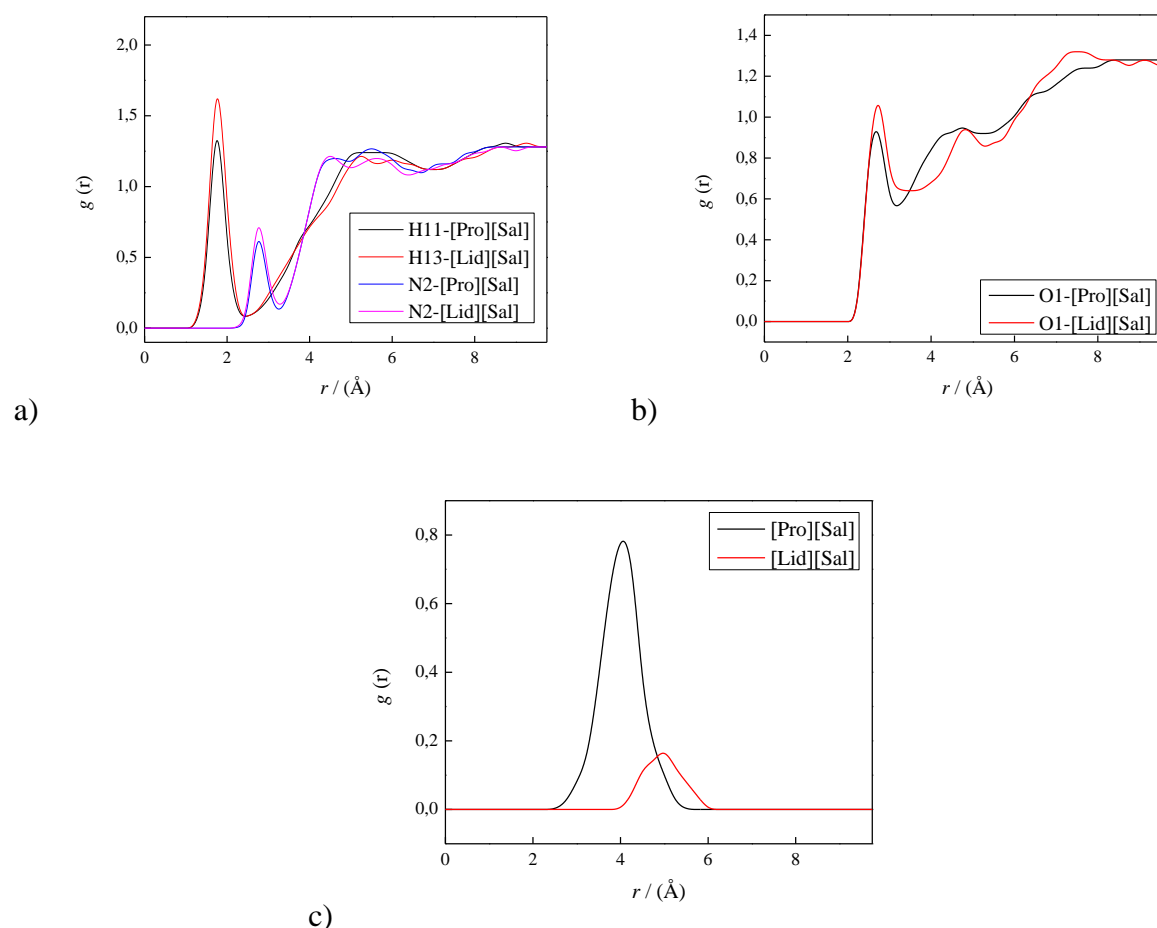 2,0
1,5
1,0
0,5
0,0
g (r)
H11-[Pro][Sal]
H13-[Lid][Sal]
N2-[Pro][Sal]
N2-[Lid][Sal]
0 2 4 6 8
r / (Å)
a)
1,4
1,2
1,0
0,8
0,6
0,4
0,2
0,0
g (r)
O1-[Pro][Sal]
O1-[Lid][Sal]
0 2 4 6 8
r / (Å)
b)
0,8
0,6
0,4
0,2
0,0
g (r)
[Pro][Sal]
[Lid][Sal]
0 2 4 6 8
r / (Å)
c)